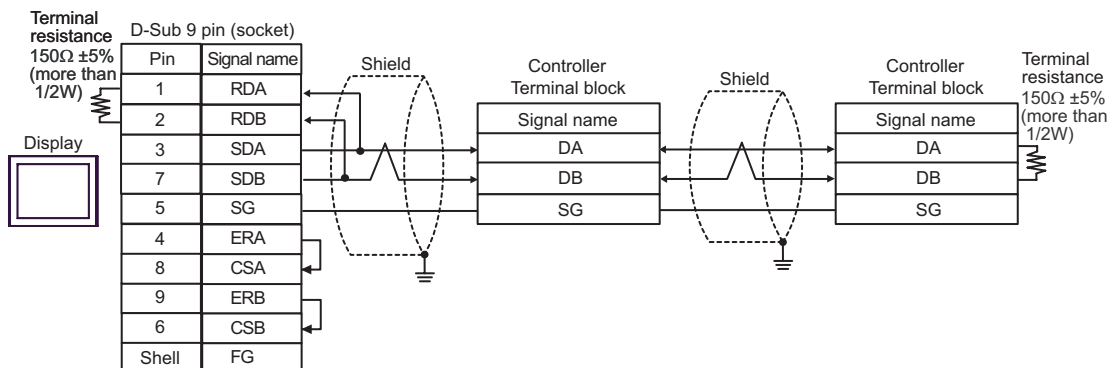 Terminal
resistance
150Ω ±5%
(more than
1/2W)
Display
D-Sub 9 pin (socket)
Pin Signal name
1 RDA
2 RDB
3 SDA
7 SDB
5 SG
4 ERA
8 CSA
9 ERB
6 CSB
Shell FG
Shield
Controller
Terminal block
Signal name
DA
DB
SG
Shield
Controller
Terminal block
Signal name
DA
DB
SG
Terminal
resistance
150Ω ±5%
(more than
1/2W)